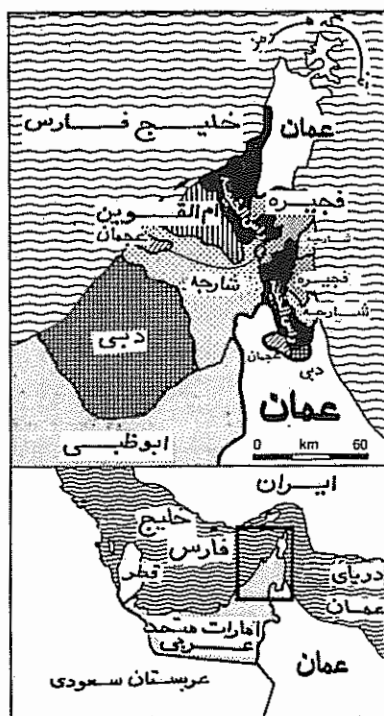 عمان
خلیج فارس
فجیره
ام القوین
شارجه
عجمان
شارجه
فجیره
شارجه
دبی
عجمان
دبی
عمان
ابوظبی
0 km 60
ایران
خلیج
فارس
قطر
دریای
عمان
امارات متحد
عربی
عمان
عربستان سعودی